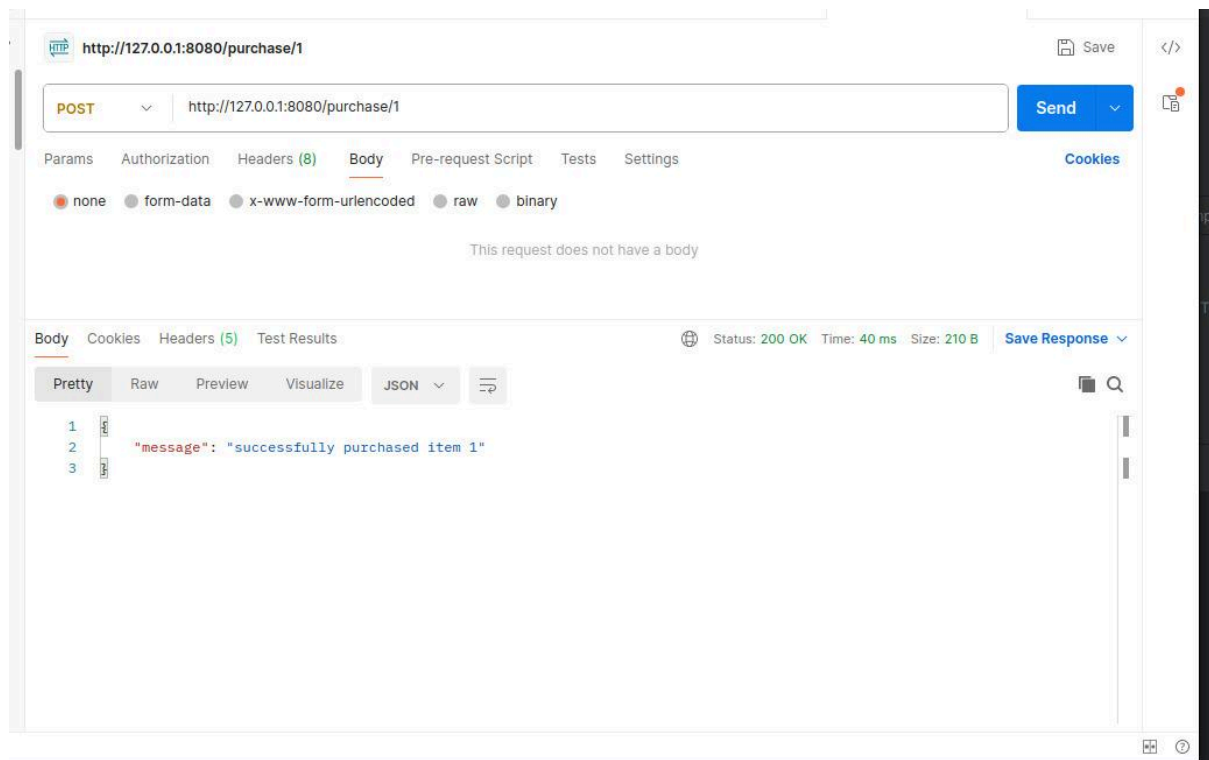 HTTP http://127.0.0.1:8080/purchase/1 Save </>
POST http://127.0.0.1:8080/purchase/1 Send
Params Authorization Headers (8) Body Pre-request Script Tests Settings Cookies
none form-data x-www-form-urlencoded raw binary
This request does not have a body
Body Cookies Headers (5) Test Results Status: 200 OK Time: 40 ms Size: 210 B Save Response
Pretty Raw Preview Visualize JSON
1 {
2 "message": "successfully purchased item 1"
3 }